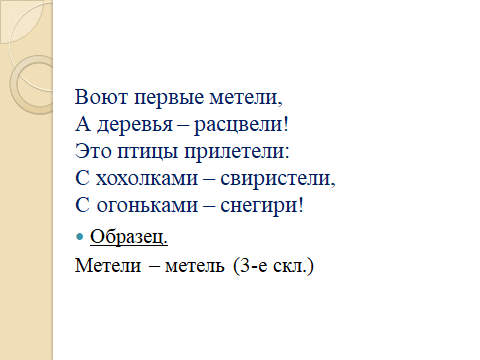 Воют первые метели,
А деревья – расцвели!
Это птицы прилетели:
С хохолками – свиристели,
С огоньками – снегири!
• Образец.
Метели – метель (3-е скл.)